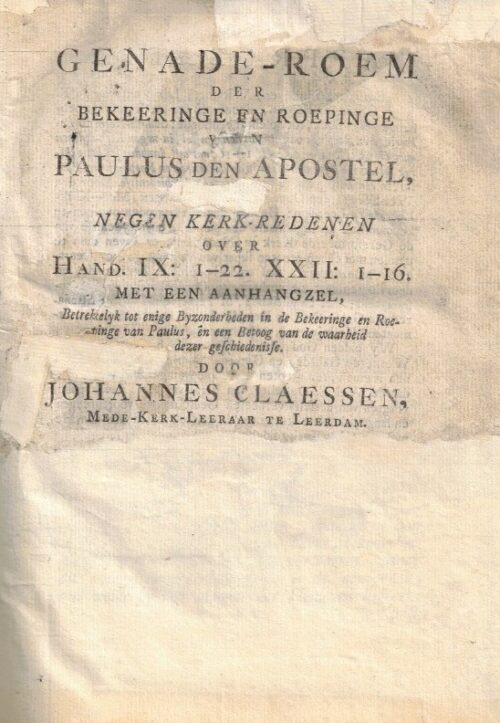 GENADE-ROEM
DER
BEKEERINGE EN ROEPINGE
VAN
PAULUS DEN APOSTEL,
NEGEN KERK-REDENEN
OVER
HAND. IX: 1-22. XXII: 1-16.
MET EEN AANHANGZEL,
Betrekkelyk tot enige Byzonderheden in de Bekeeringe en Roe-
pinge van Paulus, en een Betoog van de waarheid
dezer geſchiedeniſſe.
DOOR
JOHANNES CLAESSEN,
MEDE-KERK-LEERAAR TE LEERDAM.